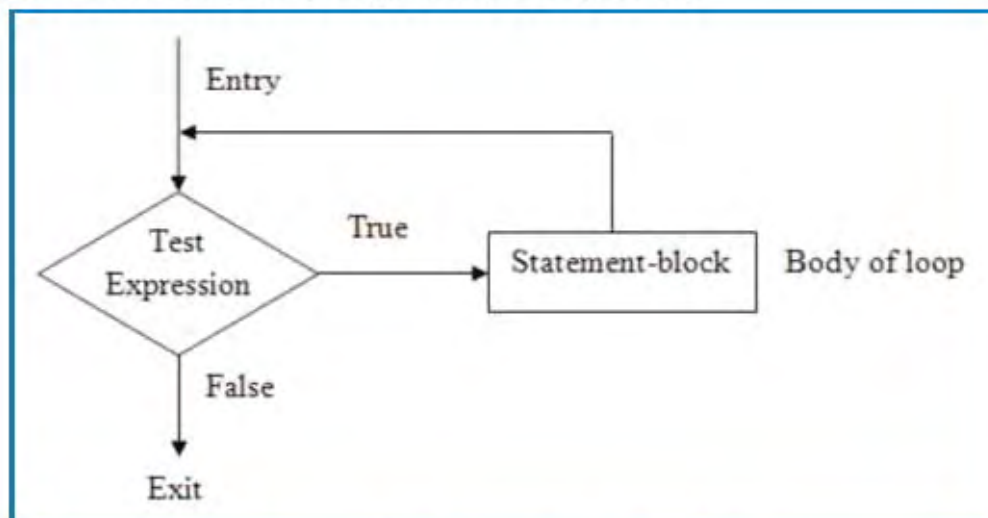 Entry
True
Test
Expression
Statement-block
Body of loop
False
Exit